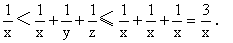 1/x < 1/x + 1/y + 1/z ⩽ 1/x + 1/x + 1/x = 3/x.